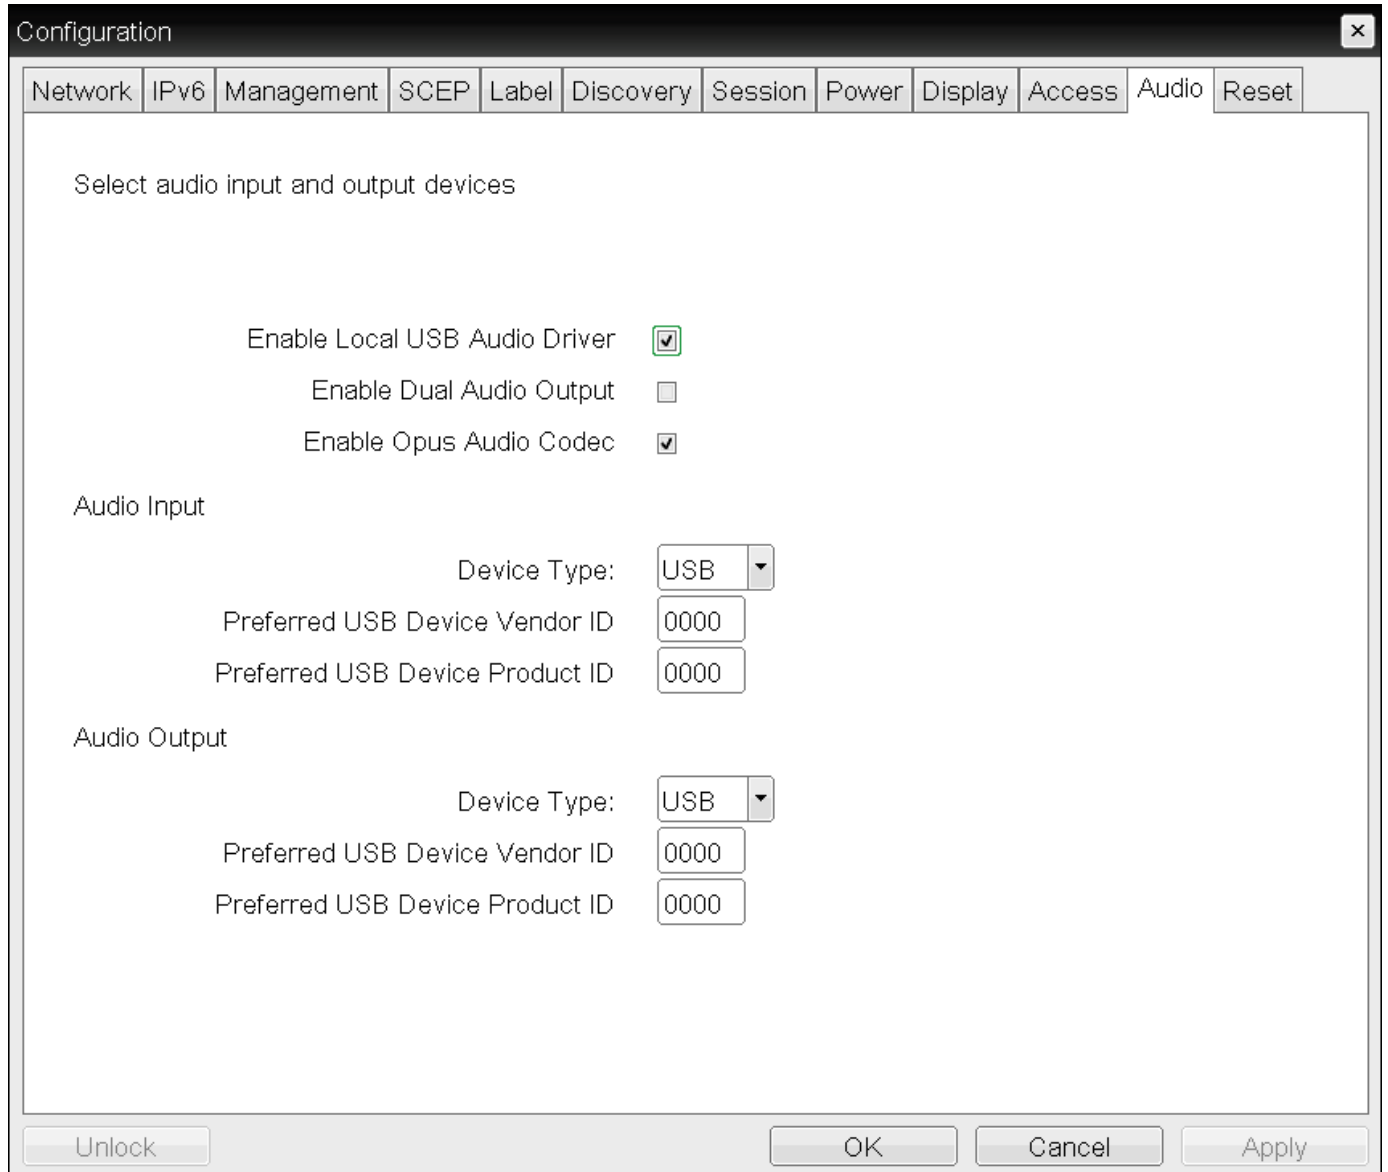 Configuration
Network IPv6 Management SCEP Label Discovery Session Power Display Access Audio Reset
Select audio input and output devices
Enable Local USB Audio Driver
Enable Dual Audio Output
Enable Opus Audio Codec
Audio Input
Device Type: USB
Preferred USB Device Vendor ID 0000
Preferred USB Device Product ID 0000
Audio Output
Device Type: USB
Preferred USB Device Vendor ID 0000
Preferred USB Device Product ID 0000
Unlock OK Cancel Apply